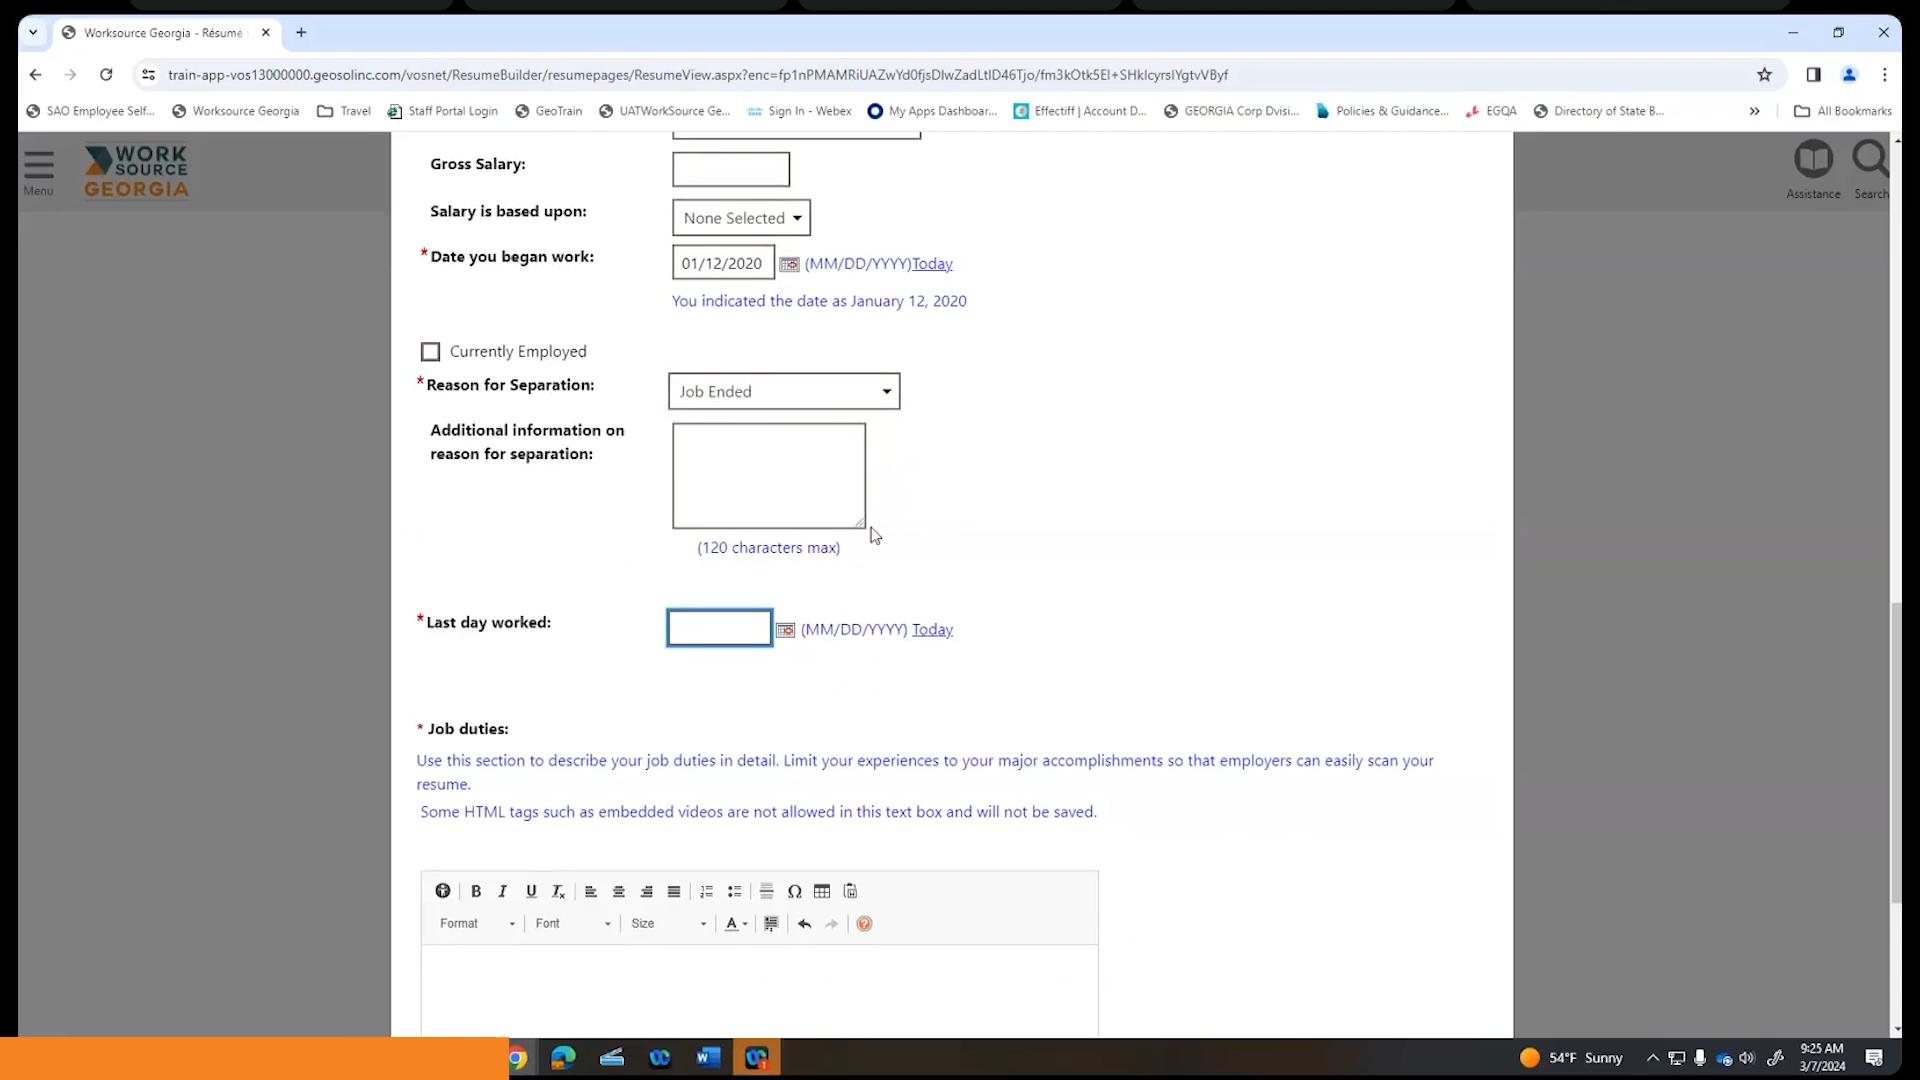 Worksource Georgia - Résumé
train-app-vos13000000.geosolinc.com/vosnet/ResumeBuilder/resumepages/ResumeView.aspx?enc=fp1nPMAMRiUAZwYd0fjsDIwZadLtID46Tjo/fm3kOtk5EI+SHkIcyrsIYgtvVByf
SAO Employee Self... Worksource Georgia Travel Staff Portal Login GeoTrain UATWorkSource Ge... Sign In - Webex My Apps Dashboar... Effectiff | Account D... GEORGIA Corp Dvisi... Policies & Guidance... EGQA Directory of State B... » All Bookmarks
Menu
WORK
SOURCE
GEORGIA
Assistance Search
Gross Salary:
Salary is based upon: None Selected
* Date you began work: 01/12/2020 (MM/DD/YYYY)Today
You indicated the date as January 12, 2020
Currently Employed
* Reason for Separation: Job Ended
Additional information on
reason for separation:
(120 characters max)
* Last day worked: (MM/DD/YYYY) Today
* Job duties:
Use this section to describe your job duties in detail. Limit your experiences to your major accomplishments so that employers can easily scan your
resume.
Some HTML tags such as embedded videos are not allowed in this text box and will not be saved.
B I U Tx Ω
Format Font Size A
54°F Sunny
9:25 AM
3/7/2024